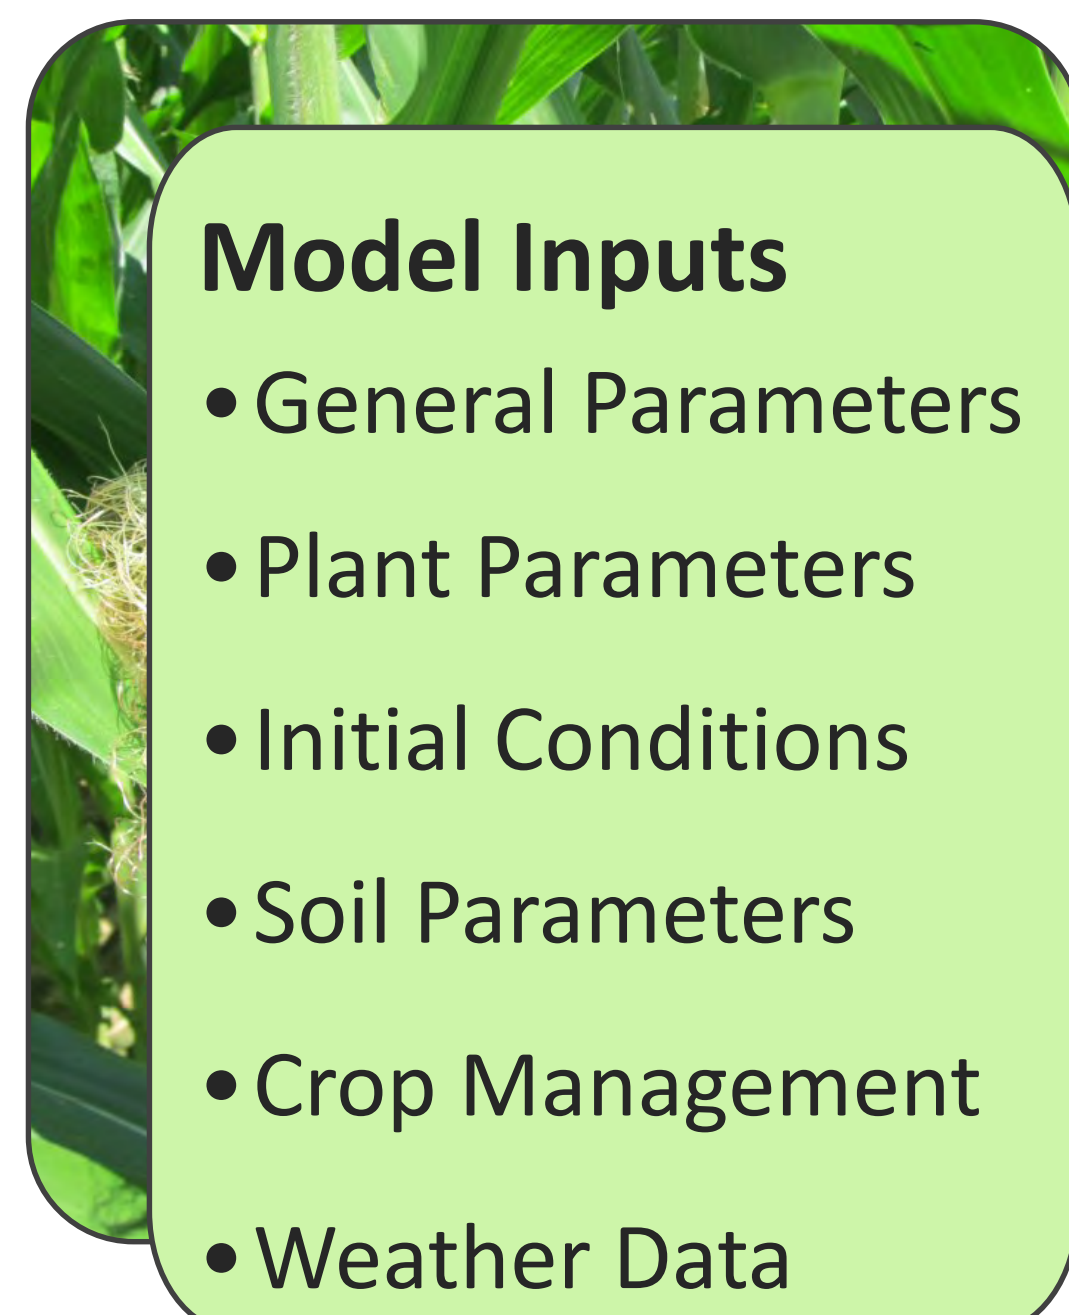 Model Inputs
• General Parameters
• Plant Parameters
• Initial Conditions
• Soil Parameters
• Crop Management
• Weather Data